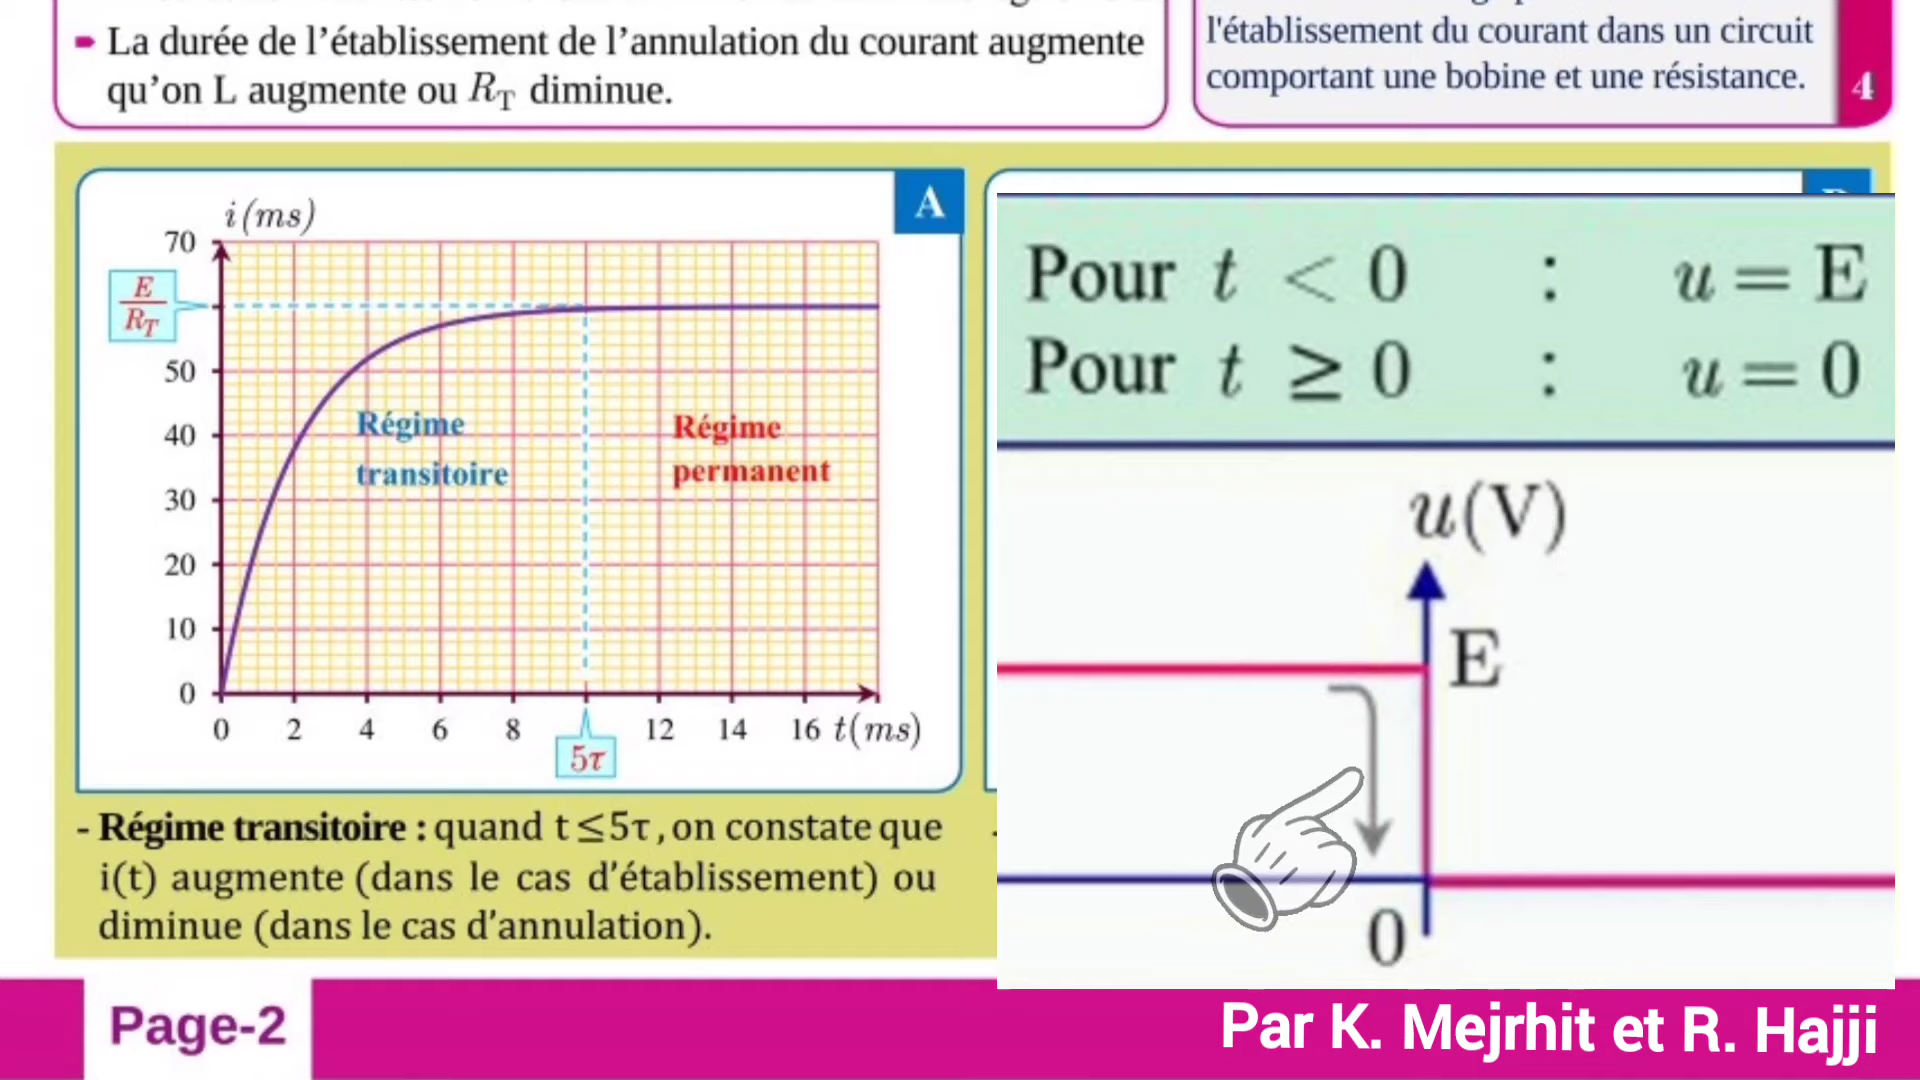 La durée de l’établissement de l’annulation du courant augmente
qu’on L augmente ou R_T diminue.
l'établissement du courant dans un circuit
comportant une bobine et une résistance.
4
A
i(ms)
70
E/R_T
50
40
30
20
10
0
Régime
transitoire
Régime
permanent
0 2 4 6 8 12 14 16 t(ms)
5τ
- Régime transitoire : quand t≤5τ, on constate que
i(t) augmente (dans le cas d’établissement) ou
diminue (dans le cas d’annulation).
Pour t < 0 : u = E
Pour t ≥ 0 : u = 0
u(V)
E
0
Page-2
Par K. Mejrhit et R. Hajji